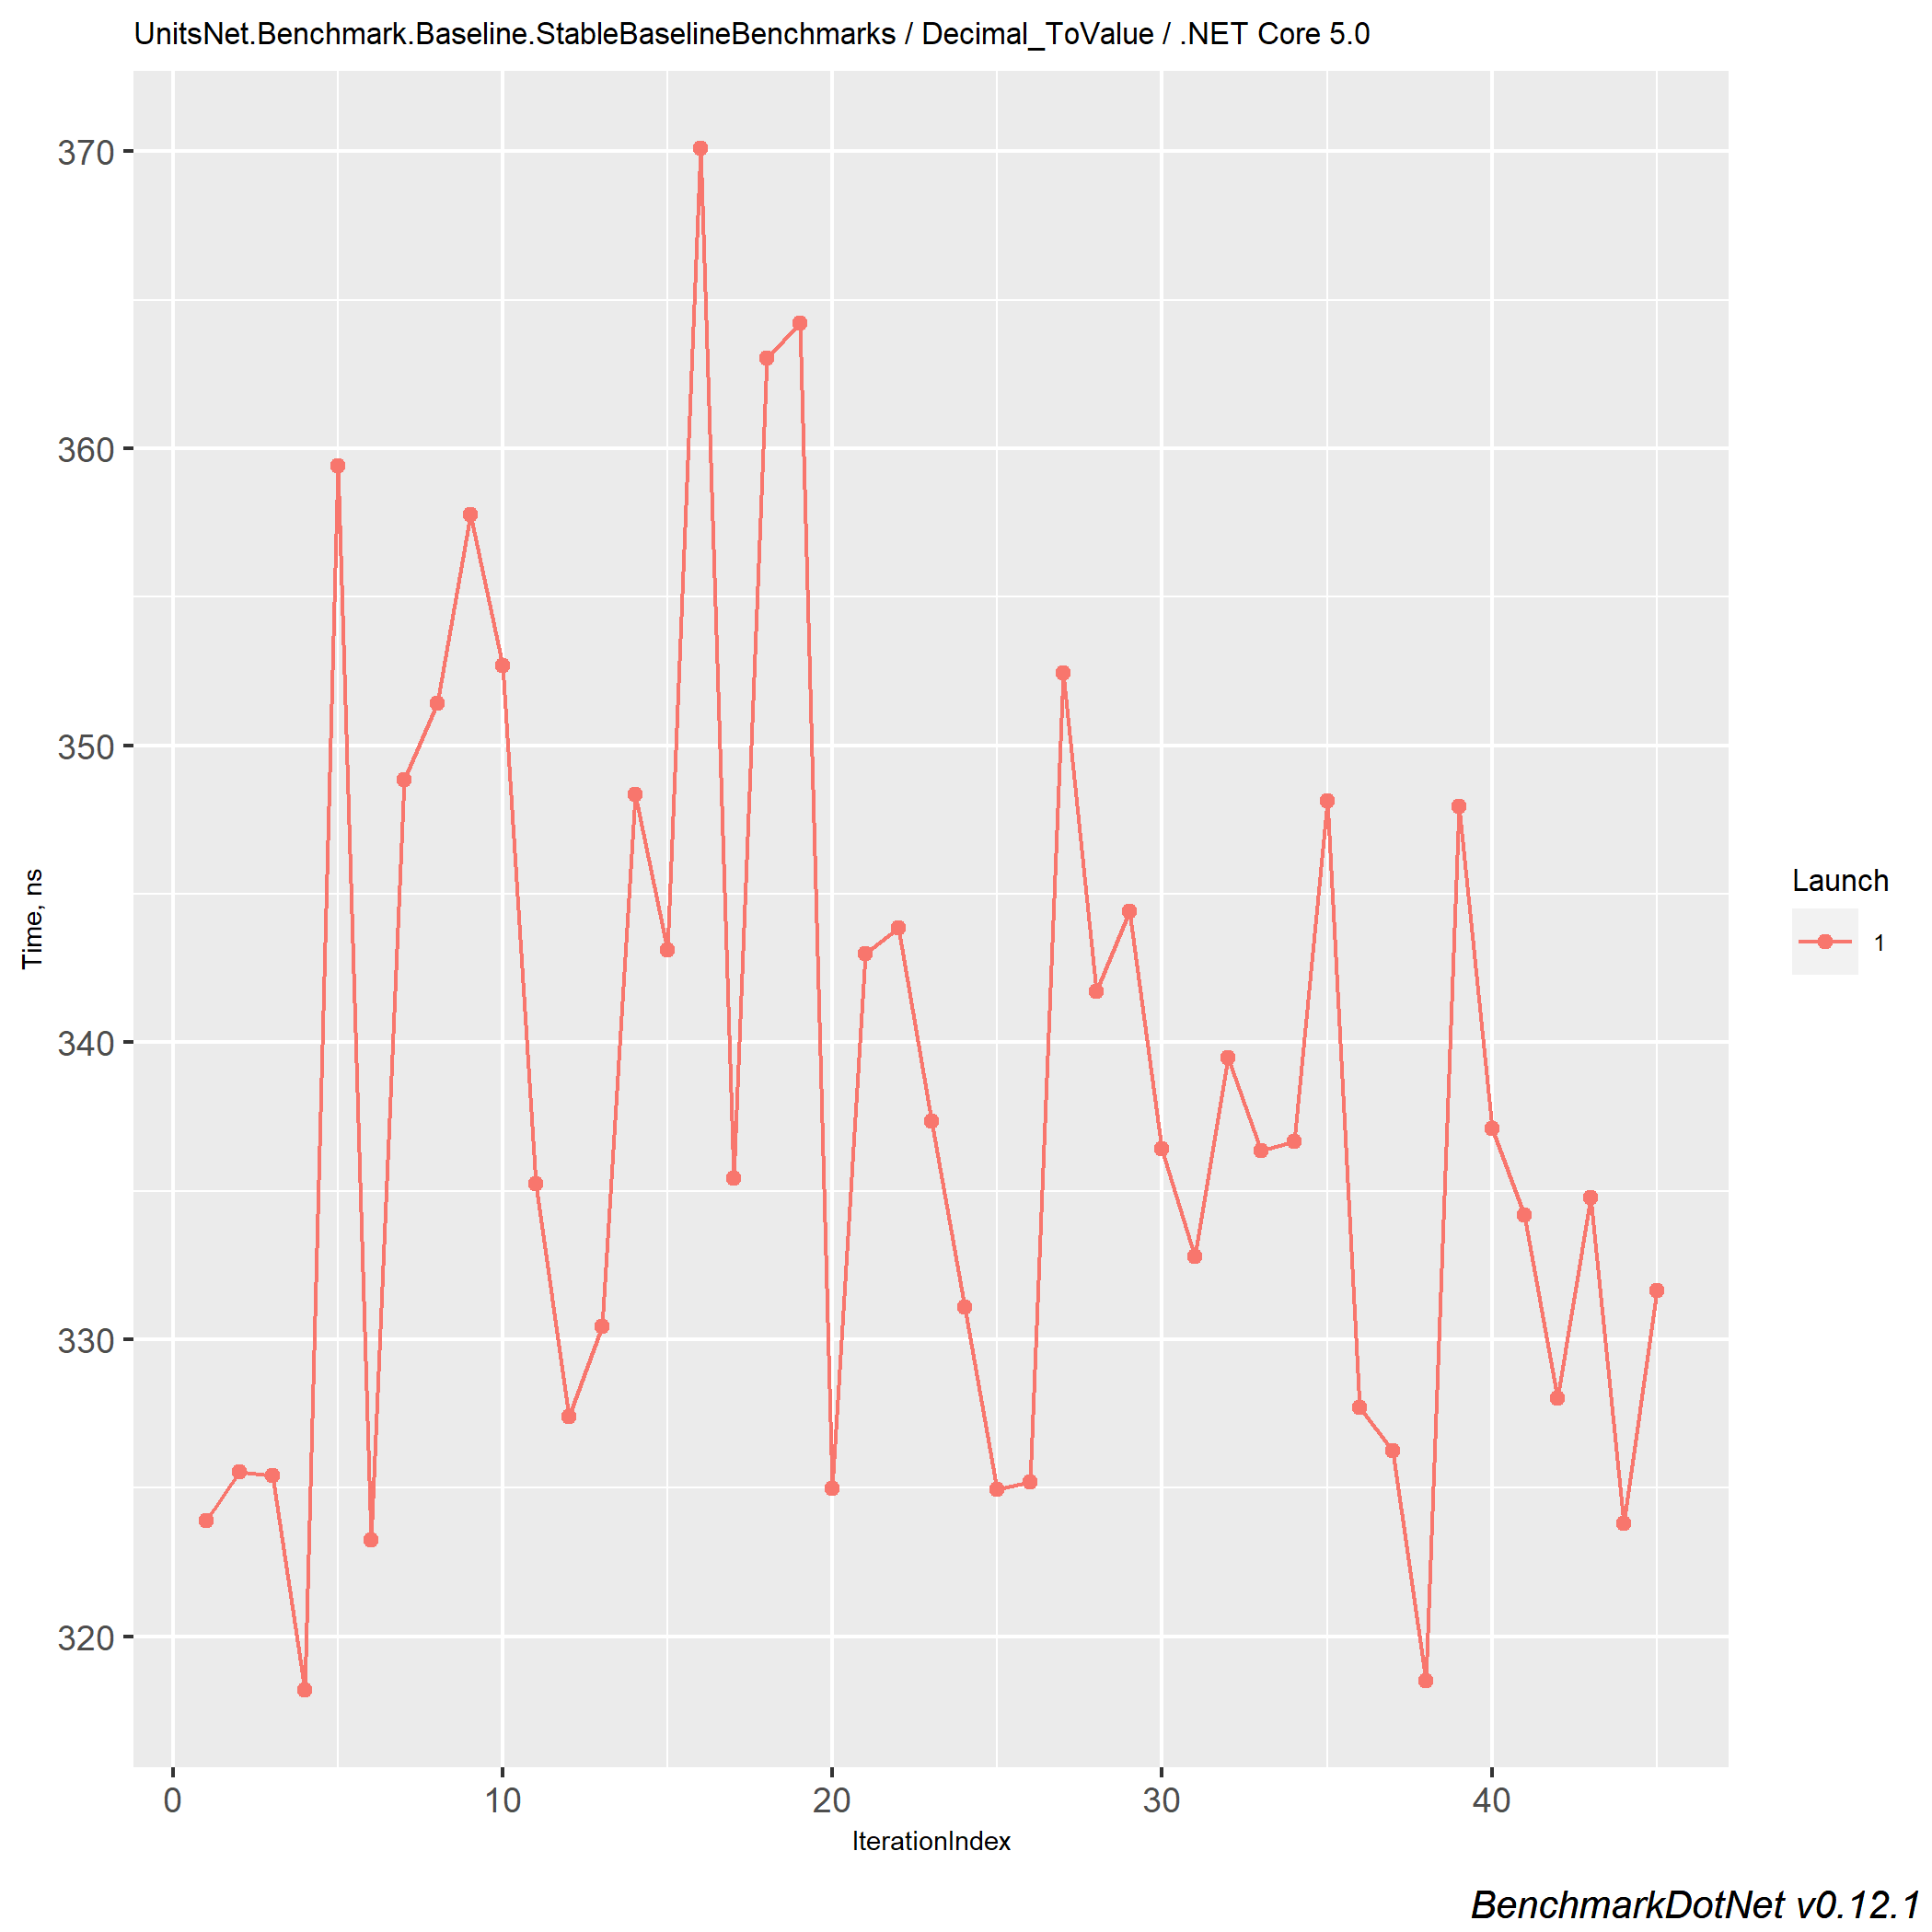 UnitsNet.Benchmark.Baseline.StableBaselineBenchmarks / Decimal_ToValue / .NET Core 5.0
370
360
350
340
330
320
Time, ns
0 10 20 30 40
IterationIndex
Launch
1
BenchmarkDotNet v0.12.1